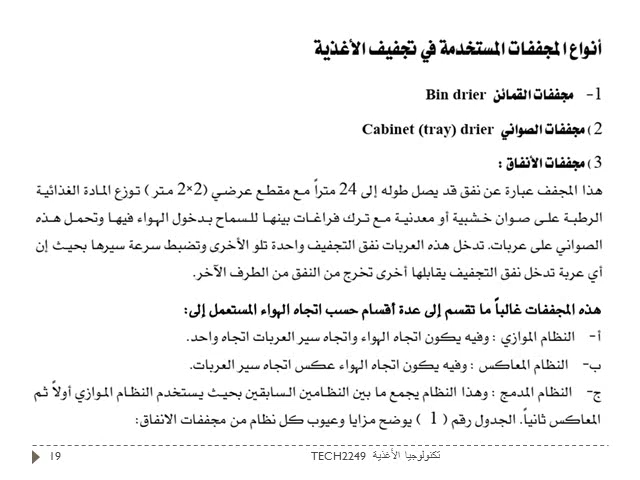 أنواع المجففات المستخدمة في تجفيف الأغذية
1- مجففات القمائن Bin drier
2) مجففات الصواني Cabinet (tray) drier
3) مجففات الأنفاق :
هذا المجفف عبارة عن نفق قد يصل طوله إلى 24 متراً مع مقطع عرضي (2×2 متر) توزع المادة الغذائية
الرطبة على صوان خشبية أو معدنية مع ترك فراغات بينها للسماح بدخول الهواء فيها وتحمل هذه
الصواني على عربات. تدخل هذه العربات نفق التجفيف واحدة تلو الأخرى وتضبط سرعة سيرها بحيث إن
أي عربة تدخل نفق التجفيف يقابلها أخرى تخرج من النفق من الطرف الآخر.
هذه المجففات غالباً ما تقسم إلى عدة أقسام حسب اتجاه الهواء المستعمل إلى:
أ- النظام الموازي : وفيه يكون اتجاه الهواء واتجاه سير العربات اتجاه واحد.
ب- النظام المعاكس : وفيه يكون اتجاه الهواء عكس اتجاه سير العربات.
ج- النظام المدمج : وهذا النظام يجمع ما بين النظامين السابقين بحيث يستخدم النظام الموازي أولاً ثم
المعاكس ثانياً. الجدول رقم ( 1 ) يوضح مزايا وعيوب كل نظام من مجففات الانفاق:
تكنولوجيا الأغذية TECH2249
19